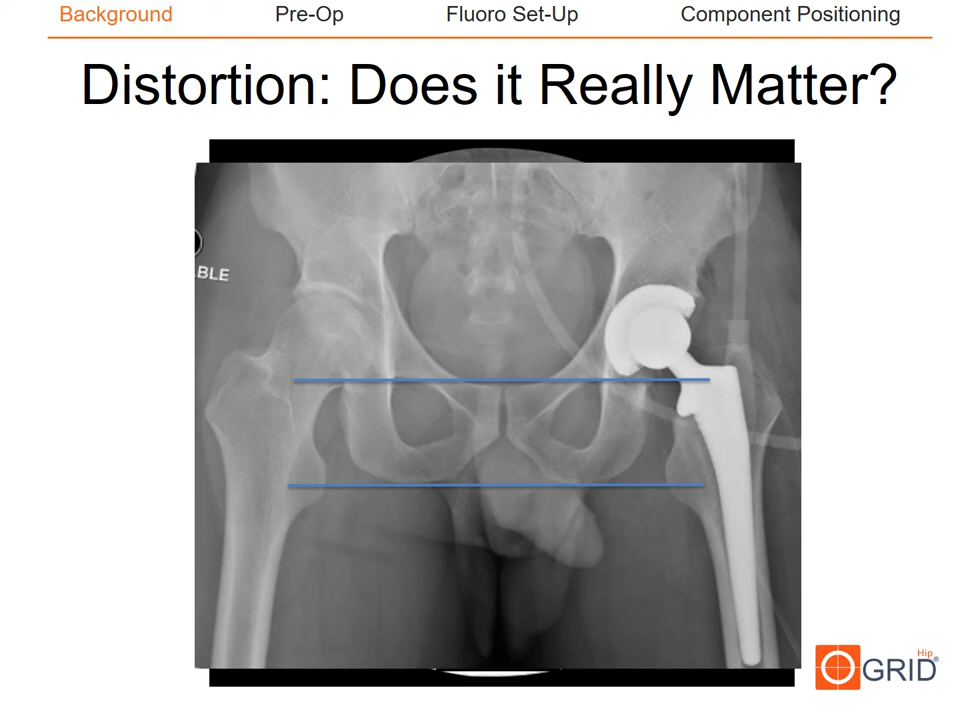 Background Pre-Op Fluoro Set-Up Component Positioning
Distortion: Does it Really Matter?
BLE
Hip
GRID®